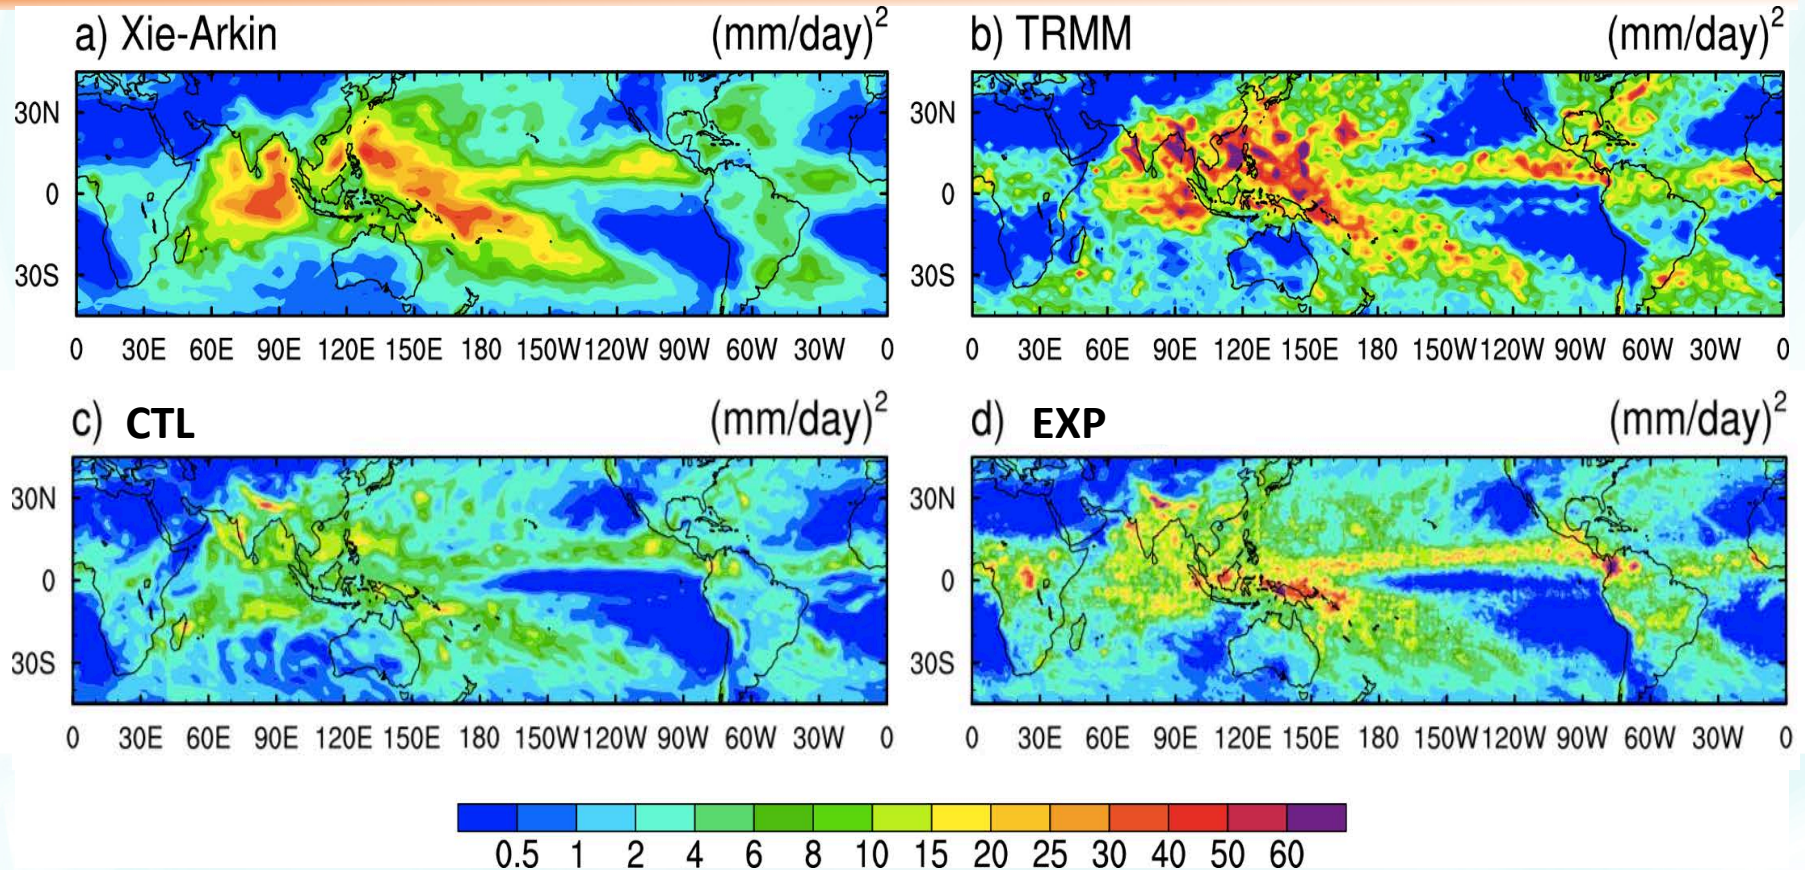 a) Xie-Arkin (mm/day)²
b) TRMM (mm/day)²
30N
0
30S
0 30E 60E 90E 120E 150E 180 150W 120W 90W 60W 30W 0
30N
0
30S
0 30E 60E 90E 120E 150E 180 150W 120W 90W 60W 30W 0
c) CTL (mm/day)²
d) EXP (mm/day)²
30N
0
30S
0 30E 60E 90E 120E 150E 180 150W 120W 90W 60W 30W 0
30N
0
30S
0 30E 60E 90E 120E 150E 180 150W 120W 90W 60W 30W 0
0.5 1 2 4 6 8 10 15 20 25 30 40 50 60